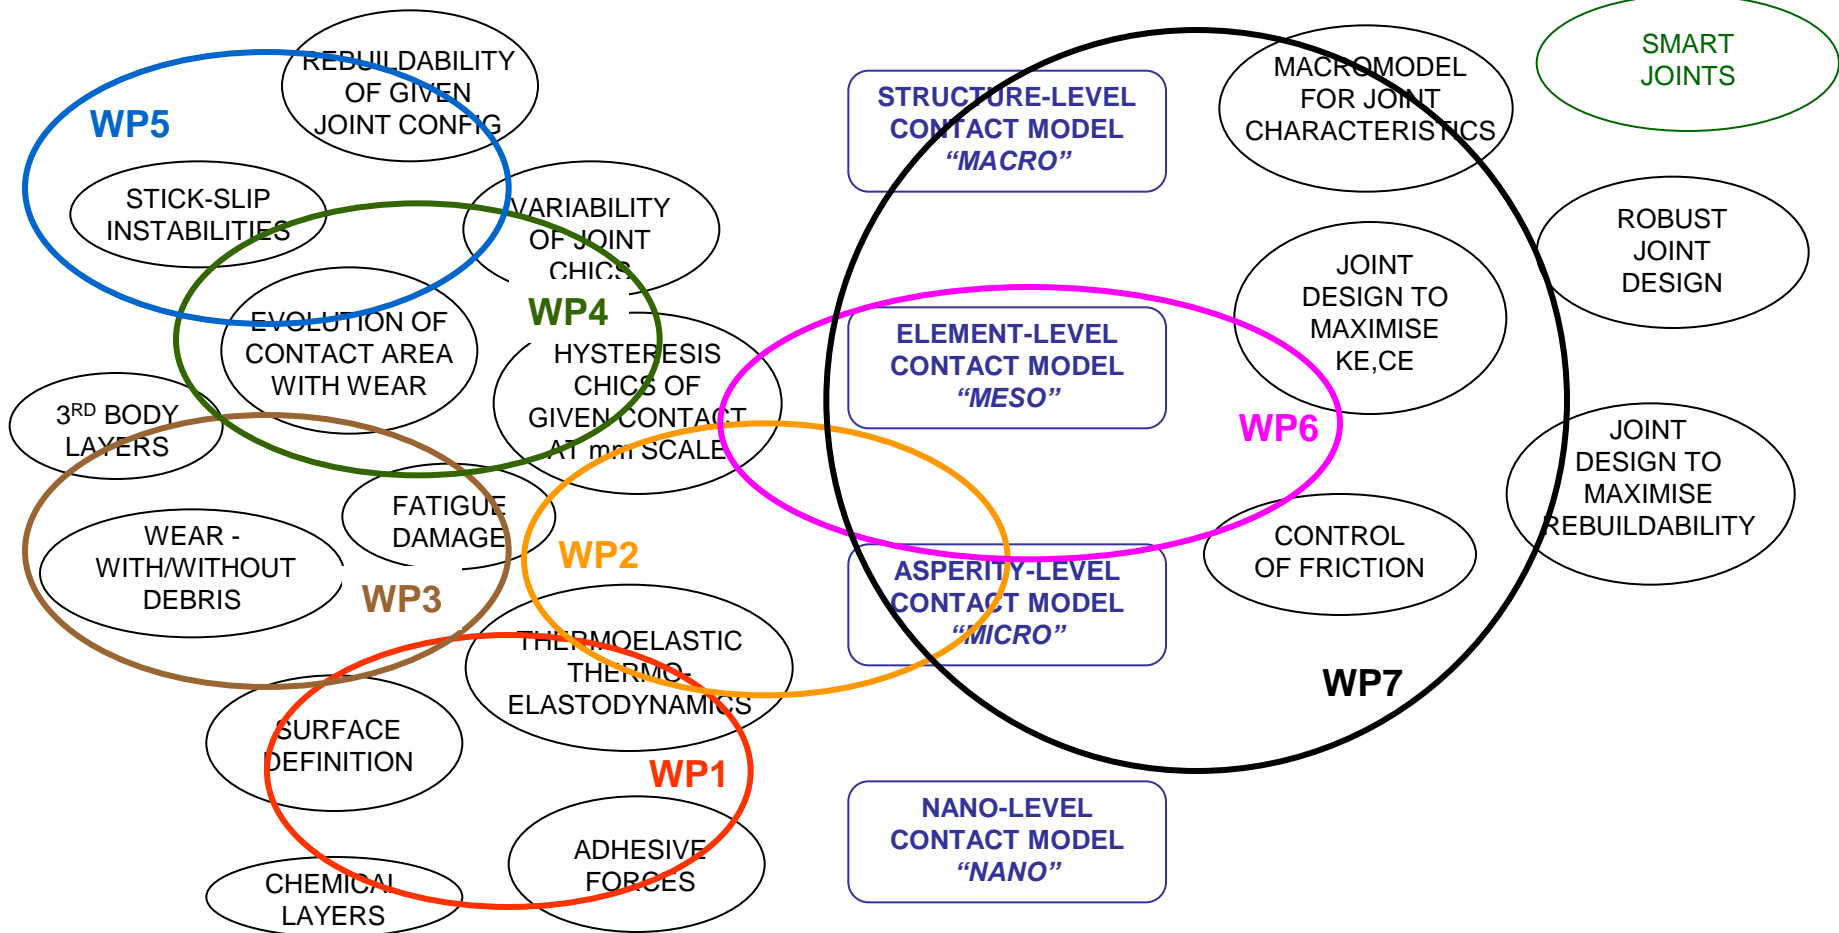 REBUILDABILITY
OF GIVEN
JOINT CONFIG
WP5
STICK-SLIP
INSTABILITIES
VARIABILITY
OF JOINT
CHICS
WP4
EVOLUTION OF
CONTACT AREA
WITH WEAR
HYSTERESIS
CHICS OF
GIVEN CONTACT
AT mm SCALE
3RD BODY
LAYERS
FATIGUE
DAMAGE
WEAR -
WITH/WITHOUT
DEBRIS
WP3
WP2
THERMOELASTIC
THERMO-
ELASTODYNAMICS
SURFACE
DEFINITION
WP1
ADHESIVE
FORCES
CHEMICAL
LAYERS
STRUCTURE-LEVEL
CONTACT MODEL
“MACRO”
ELEMENT-LEVEL
CONTACT MODEL
“MESO”
ASPERITY-LEVEL
CONTACT MODEL
“MICRO”
NANO-LEVEL
CONTACT MODEL
“NANO”
MACROMODEL
FOR JOINT
CHARACTERISTICS
JOINT
DESIGN TO
MAXIMISE
KE,CE
WP6
CONTROL
OF FRICTION
WP7
SMART
JOINTS
ROBUST
JOINT
DESIGN
JOINT
DESIGN TO
MAXIMISE
REBUILDABILITY